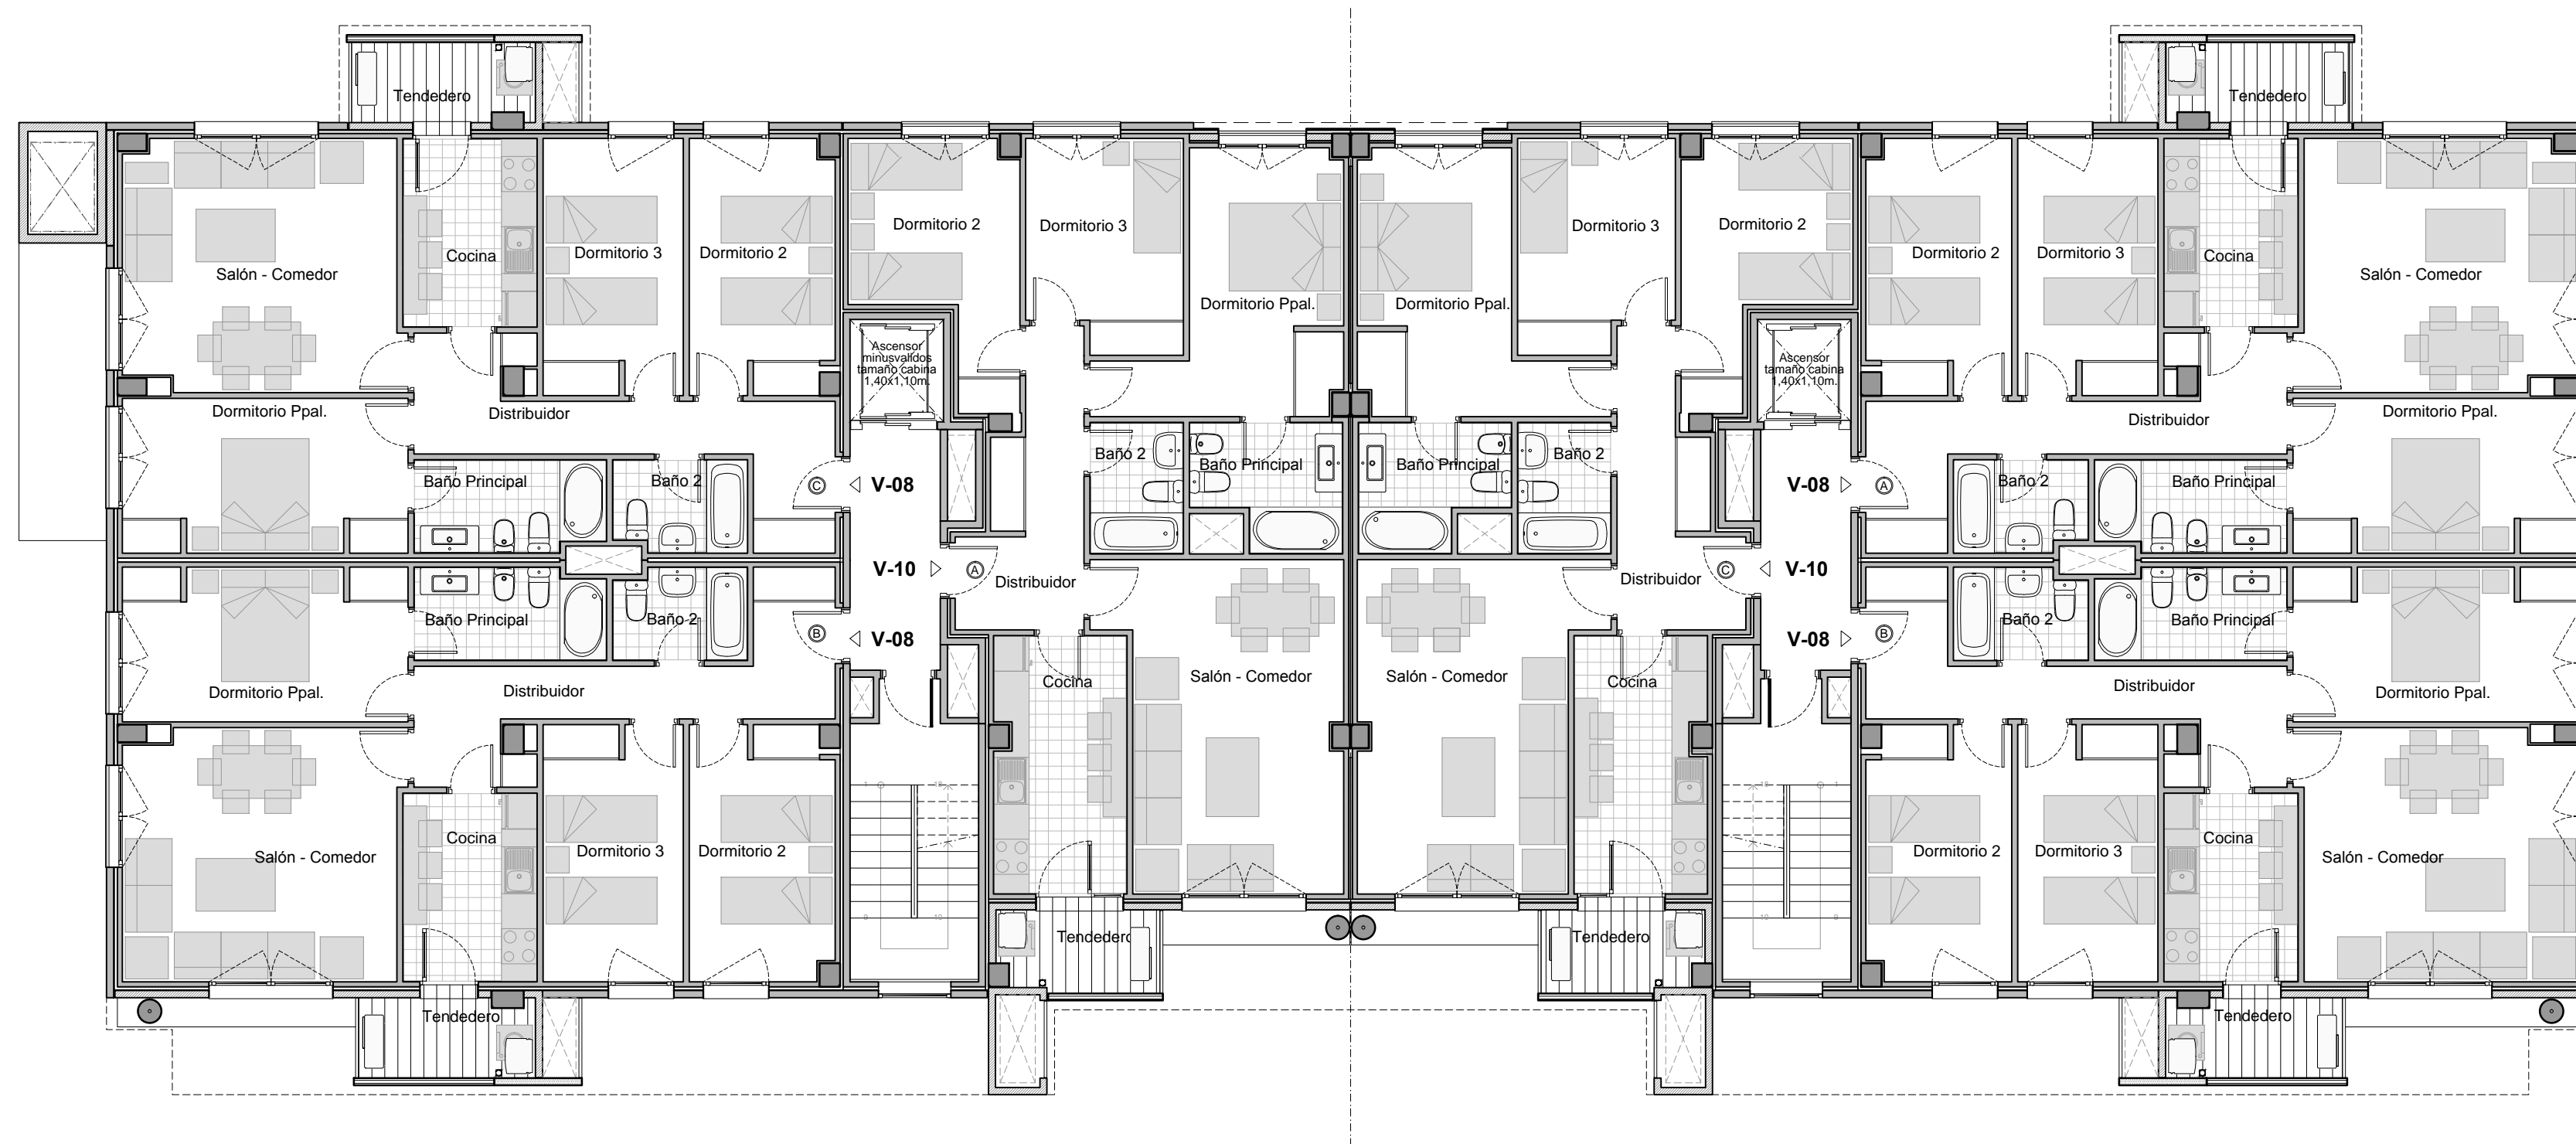 Tendedero
Tendedero
Dormitorio 2
Dormitorio 3
Dormitorio 3
Dormitorio 2
Salón - Comedor
Cocina
Dormitorio 3
Dormitorio 2
Dormitorio Ppal.
Dormitorio Ppal.
Dormitorio 2
Dormitorio 3
Cocina
Salón - Comedor
Ascensor
minusvalidos
tamaño cabina
1,40x1,10m.
Ascensor
tamaño cabina
1,40x1,10m.
Dormitorio Ppal.
Distribuidor
Distribuidor
Dormitorio Ppal.
Baño Principal
Baño 2
C
V-08
Baño 2
Baño Principal
Baño Principal
Baño 2
V-08
A
Baño 2
Baño Principal
V-10
A
Distribuidor
Distribuidor
C
V-10
Baño Principal
Baño 2
B
V-08
V-08
B
Baño 2
Baño Principal
Dormitorio Ppal.
Distribuidor
Cocina
Salón - Comedor
Salón - Comedor
Cocina
Distribuidor
Dormitorio Ppal.
Salón - Comedor
Cocina
Dormitorio 3
Dormitorio 2
Dormitorio 2
Dormitorio 3
Cocina
Salón - Comedor
Tendedero
Tendedero
Tendedero
Tendedero